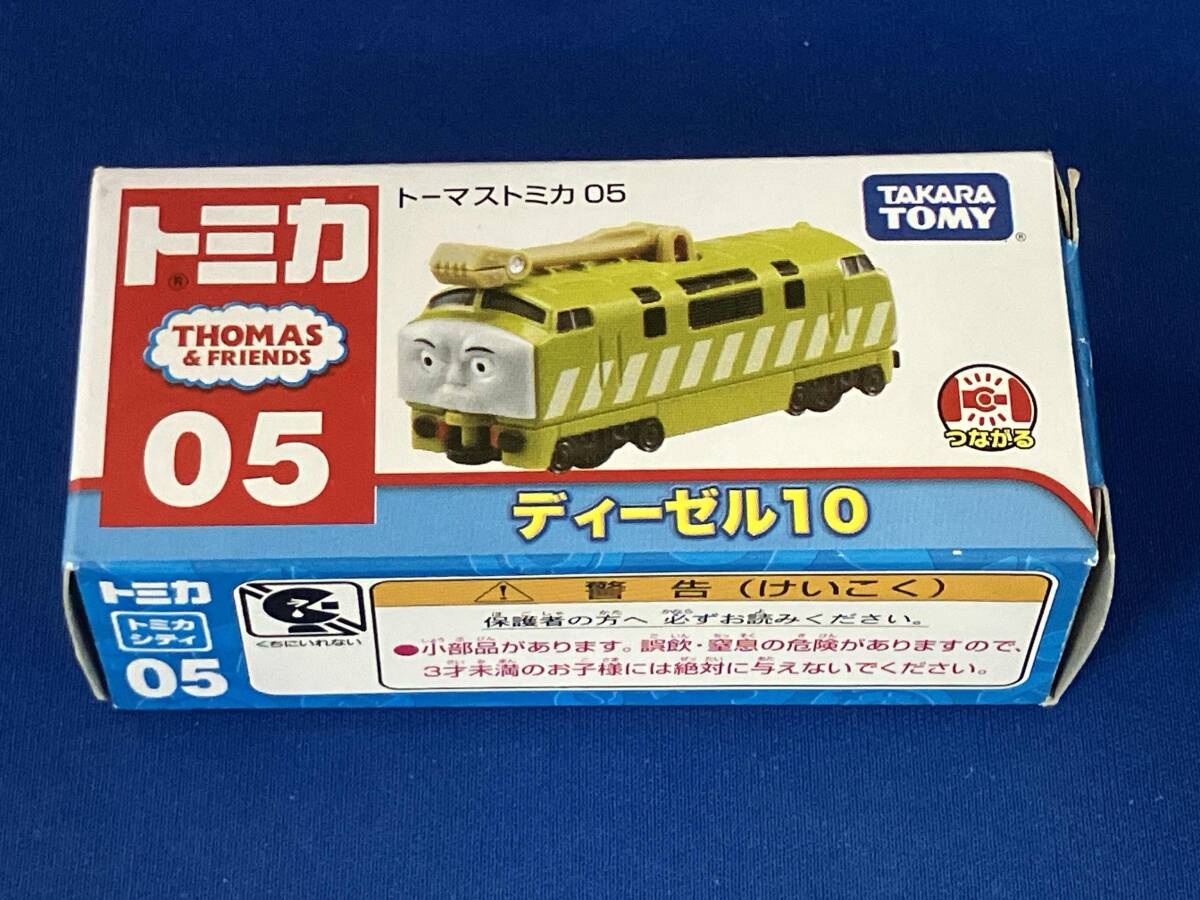 トミカ
®
THOMAS
& FRIENDS
05
トーマストミカ 05
TAKARA
TOMY
®
つながる
ディーゼル10
トミカ
トミカ
シティ
05
くちにいれない
⚠ 警告(けいこく)
保護者の方へ 必ずお読みください。
●小部品があります。誤飲・窒息の危険がありますので、
3才未満のお子様には絶対に与えないでください。